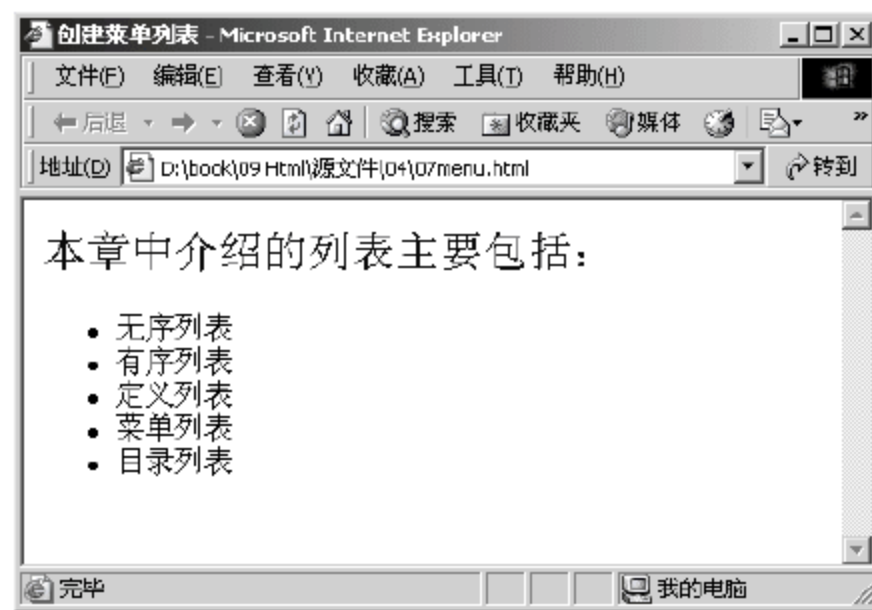 创建菜单列表 - Microsoft Internet Explorer
文件(F) 编辑(E) 查看(V) 收藏(A) 工具(T) 帮助(H)
后退 搜索 收藏夹 媒体 »
地址(D) D:\book\09 Html\源文件\04\07menu.html 转到
本章中介绍的列表主要包括：
• 无序列表
• 有序列表
• 定义列表
• 菜单列表
• 目录列表
完毕 我的电脑